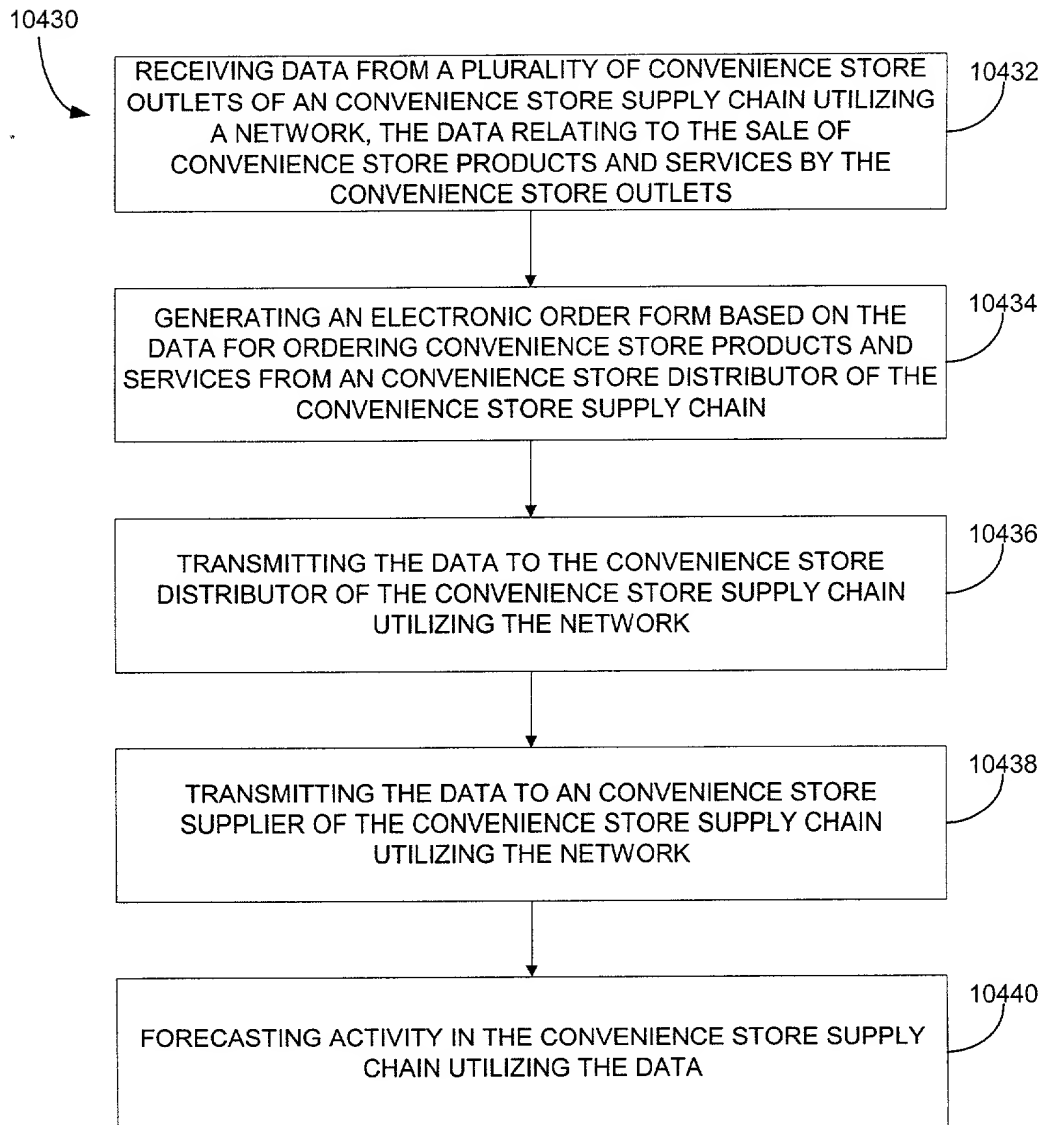 10430
RECEIVING DATA FROM A PLURALITY OF CONVENIENCE STORE
OUTLETS OF AN CONVENIENCE STORE SUPPLY CHAIN UTILIZING
A NETWORK, THE DATA RELATING TO THE SALE OF
CONVENIENCE STORE PRODUCTS AND SERVICES BY THE
CONVENIENCE STORE OUTLETS
10432
GENERATING AN ELECTRONIC ORDER FORM BASED ON THE
DATA FOR ORDERING CONVENIENCE STORE PRODUCTS AND
SERVICES FROM AN CONVENIENCE STORE DISTRIBUTOR OF THE
CONVENIENCE STORE SUPPLY CHAIN
10434
TRANSMITTING THE DATA TO THE CONVENIENCE STORE
DISTRIBUTOR OF THE CONVENIENCE STORE SUPPLY CHAIN
UTILIZING THE NETWORK
10436
TRANSMITTING THE DATA TO AN CONVENIENCE STORE
SUPPLIER OF THE CONVENIENCE STORE SUPPLY CHAIN
UTILIZING THE NETWORK
10438
FORECASTING ACTIVITY IN THE CONVENIENCE STORE SUPPLY
CHAIN UTILIZING THE DATA
10440